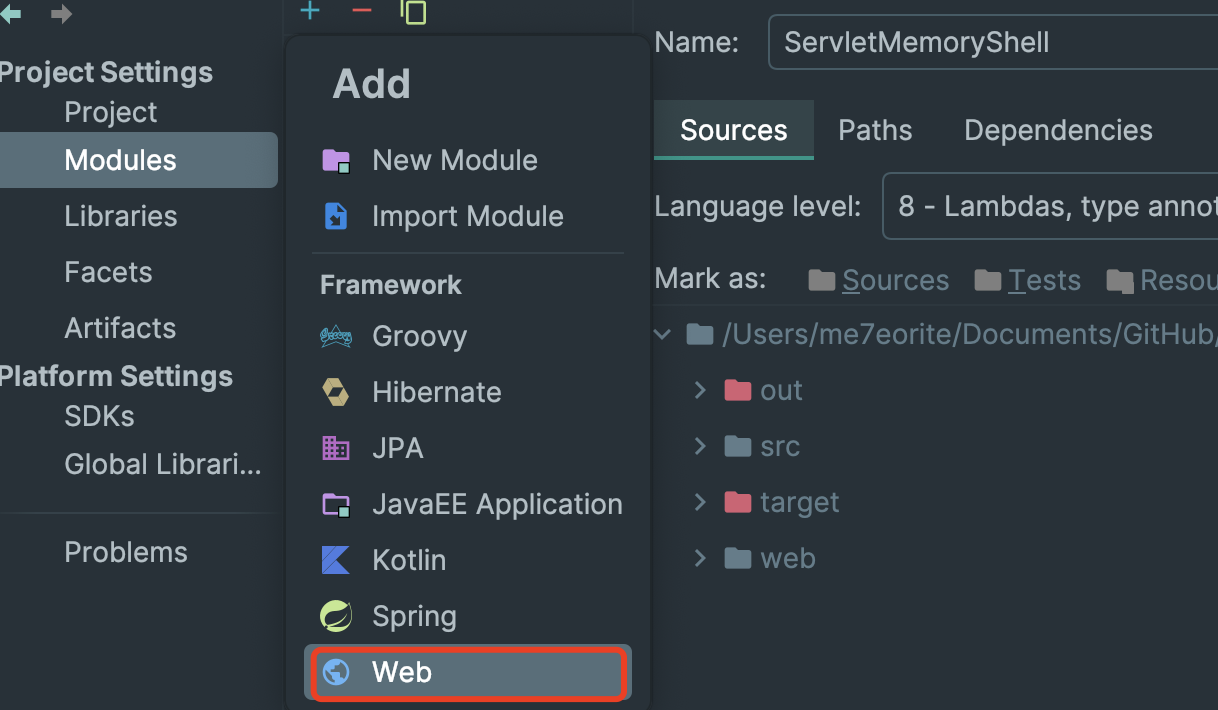 Project Settings
Project
Modules
Libraries
Facets
Artifacts
Platform Settings
SDKs
Global Librari...
Problems
Add
New Module
Import Module
Framework
Groovy
Hibernate
JPA
JavaEE Application
Kotlin
Spring
Web
Name: ServletMemoryShell
Sources Paths Dependencies
Language level: 8 - Lambdas, type annot
Mark as: Sources Tests Resou
/Users/me7eorite/Documents/GitHub/
out
src
target
web